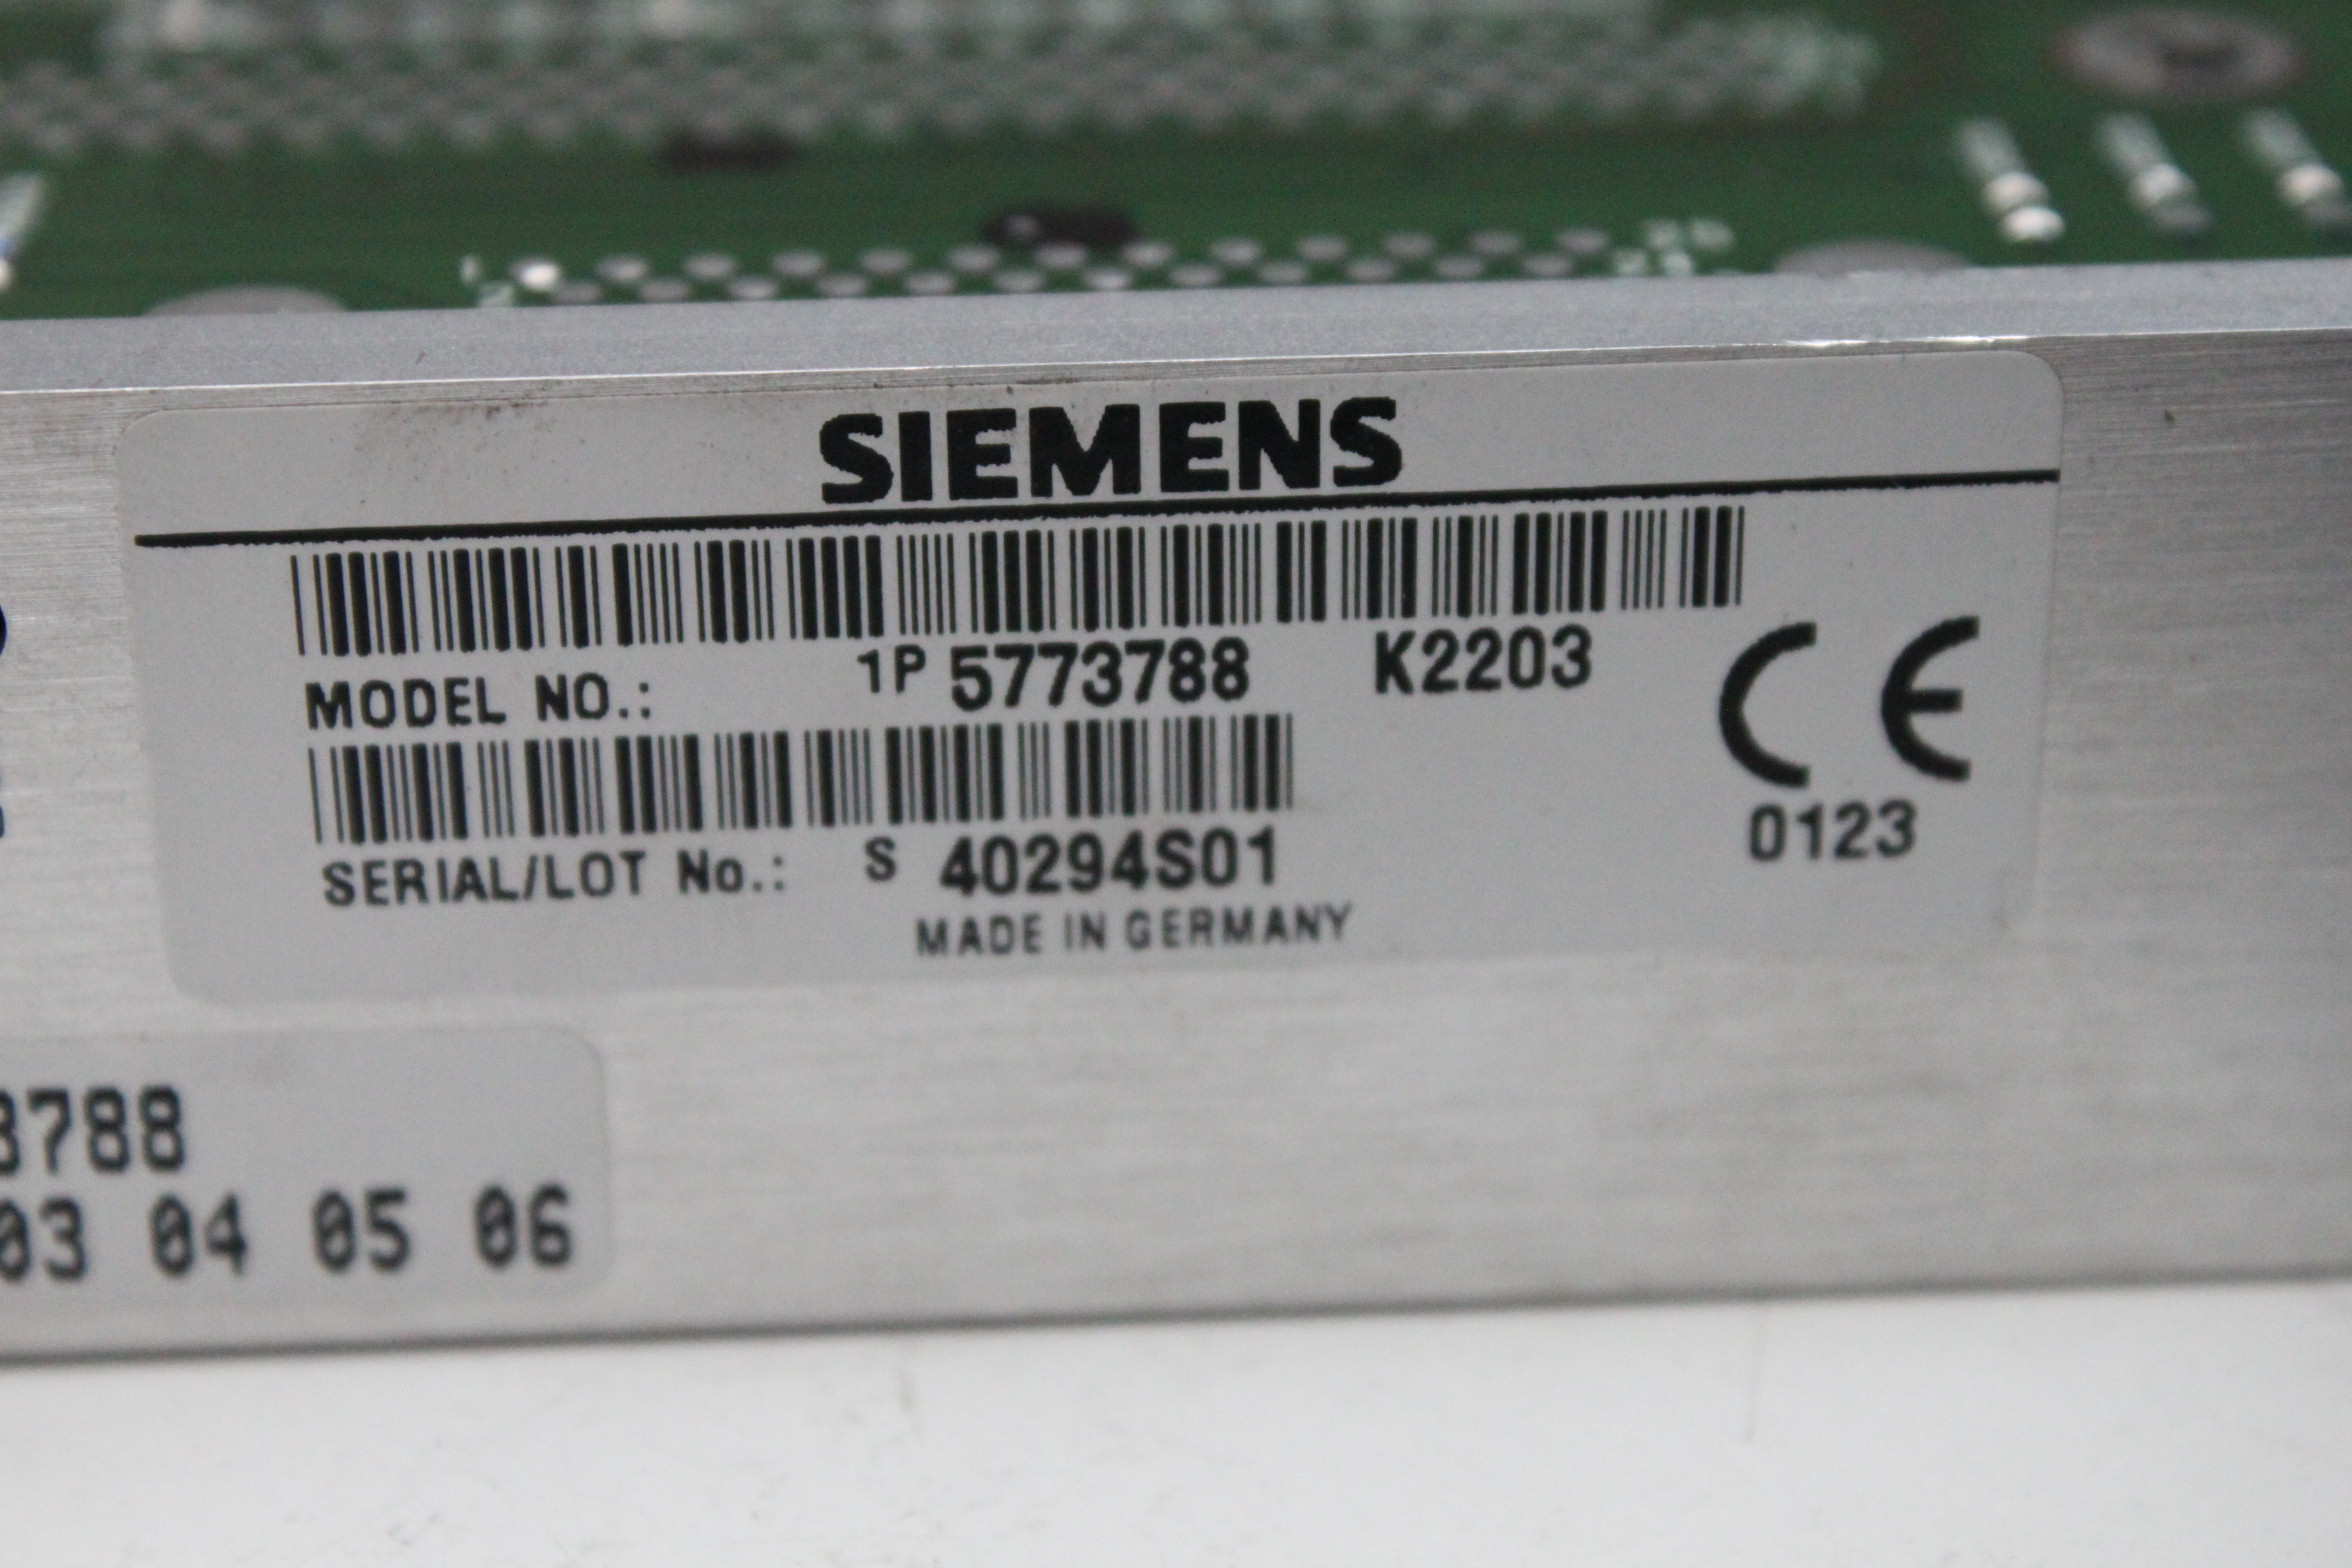 SIEMENS
MODEL NO.: 1P 5773788 K2203
SERIAL/LOT No.: S 40294S01
MADE IN GERMANY
CE
0123
3788
03 04 05 06